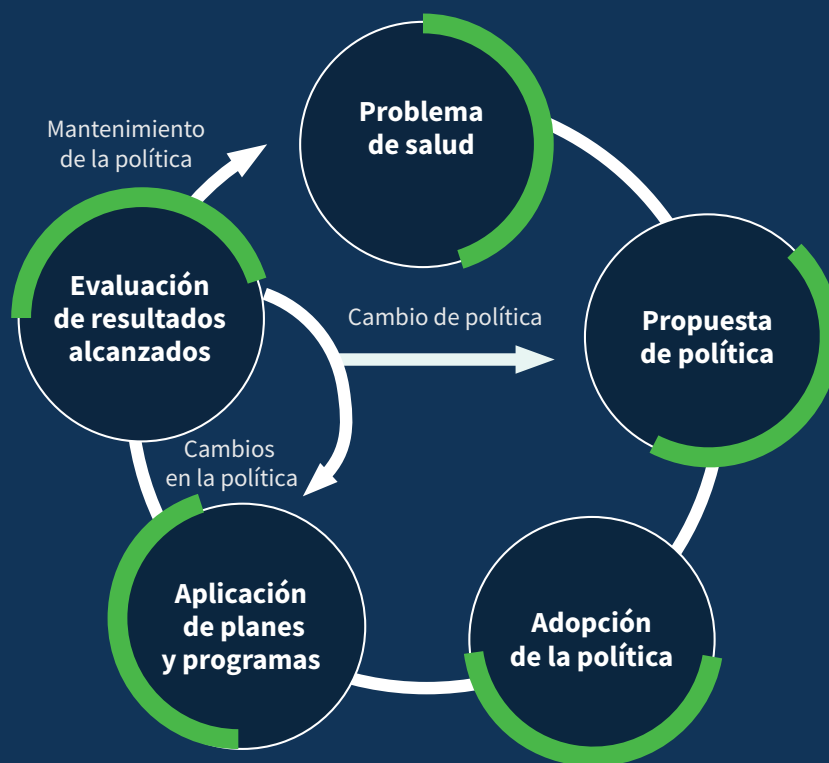 Problema
de salud
Mantenimiento
de la política
Evaluación
de resultados
alcanzados
Cambio de política
Propuesta
de política
Cambios
en la política
Aplicación
de planes
y programas
Adopción
de la política